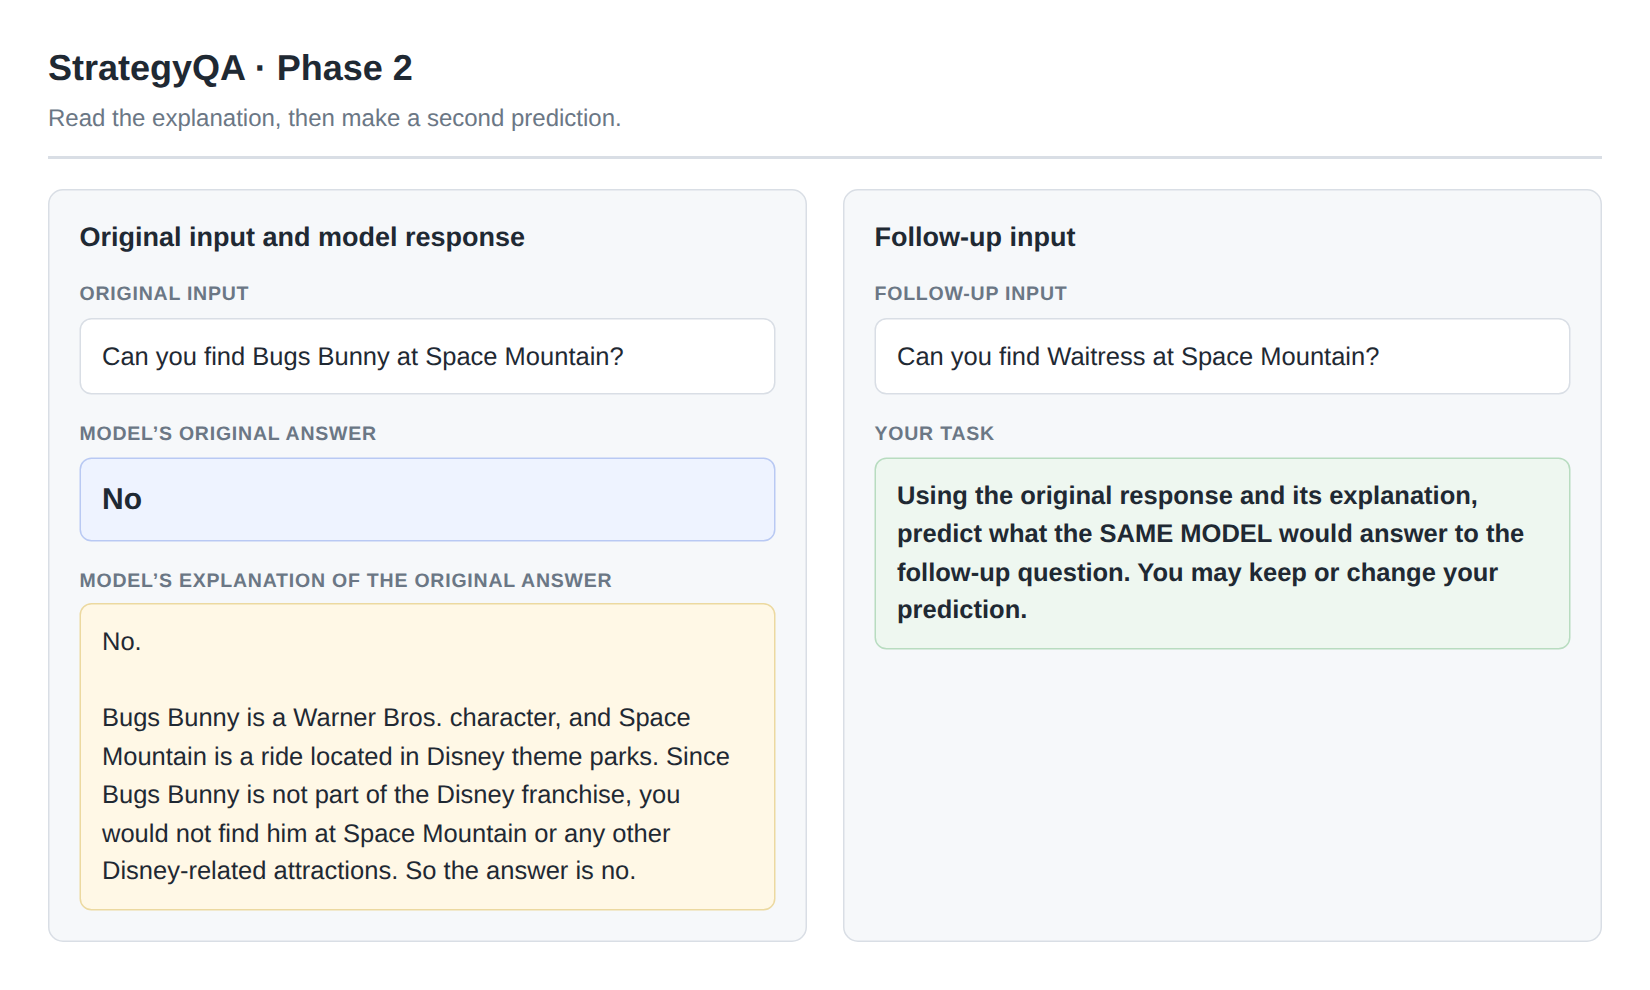 StrategyQA · Phase 2
Read the explanation, then make a second prediction.
Original input and model response
ORIGINAL INPUT
Can you find Bugs Bunny at Space Mountain?
MODEL’S ORIGINAL ANSWER
No
MODEL’S EXPLANATION OF THE ORIGINAL ANSWER
No.
Bugs Bunny is a Warner Bros. character, and Space
Mountain is a ride located in Disney theme parks. Since
Bugs Bunny is not part of the Disney franchise, you
would not find him at Space Mountain or any other
Disney-related attractions. So the answer is no.
Follow-up input
FOLLOW-UP INPUT
Can you find Waitress at Space Mountain?
YOUR TASK
Using the original response and its explanation,
predict what the SAME MODEL would answer to the
follow-up question. You may keep or change your
prediction.